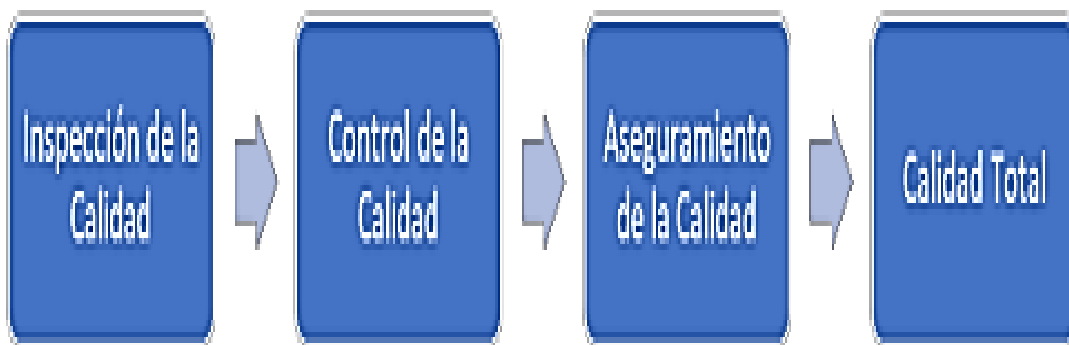 Inspección de la
Calidad
Control de la
Calidad
Aseguramiento
de la Calidad
Calidad Total